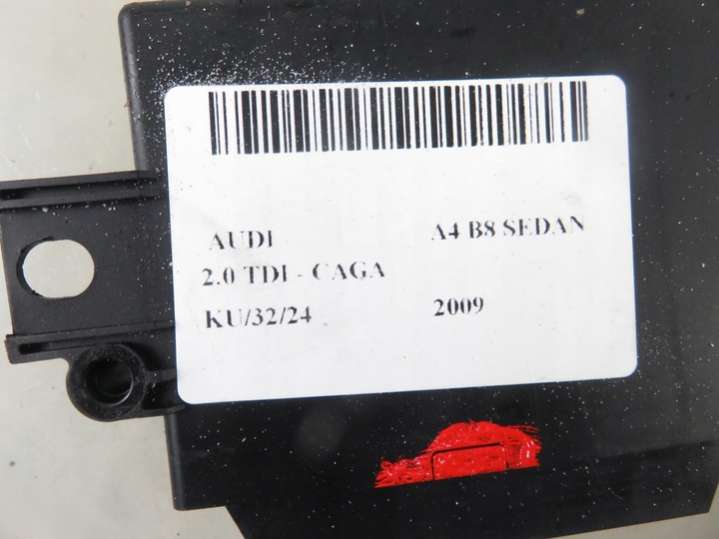 AUDI A4 B8 SEDAN
2.0 TDI - CAGA
KU/32/24 2009